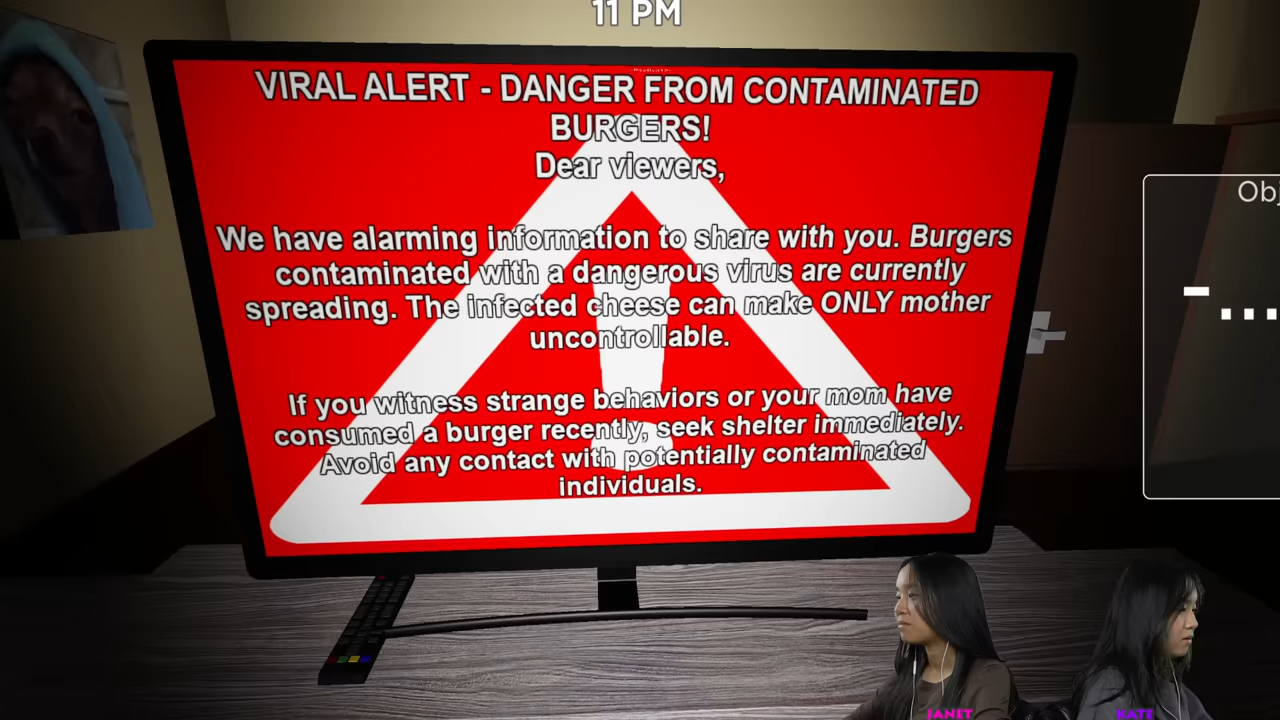 11 PM
VIRAL ALERT - DANGER FROM CONTAMINATED
BURGERS!
Dear viewers,
We have alarming information to share with you. Burgers
contaminated with a dangerous virus are currently
spreading. The infected cheese can make ONLY mother
uncontrollable.
If you witness strange behaviors or your mom have
consumed a burger recently, seek shelter immediately.
Avoid any contact with potentially contaminated
individuals.
Obj
- ....
JANET
KATE